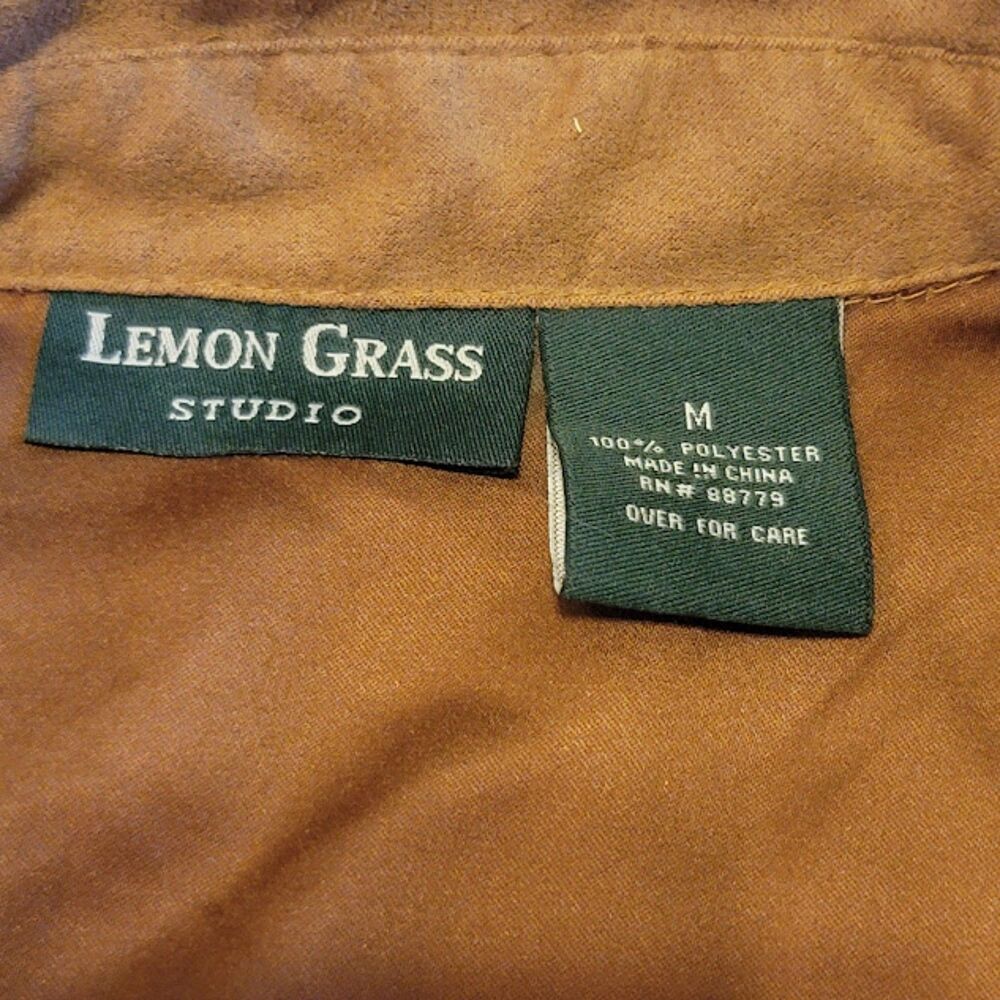 LEMON GRASS
STUDIO
M
100% POLYESTER
MADE IN CHINA
RN# 88779
OVER FOR CARE